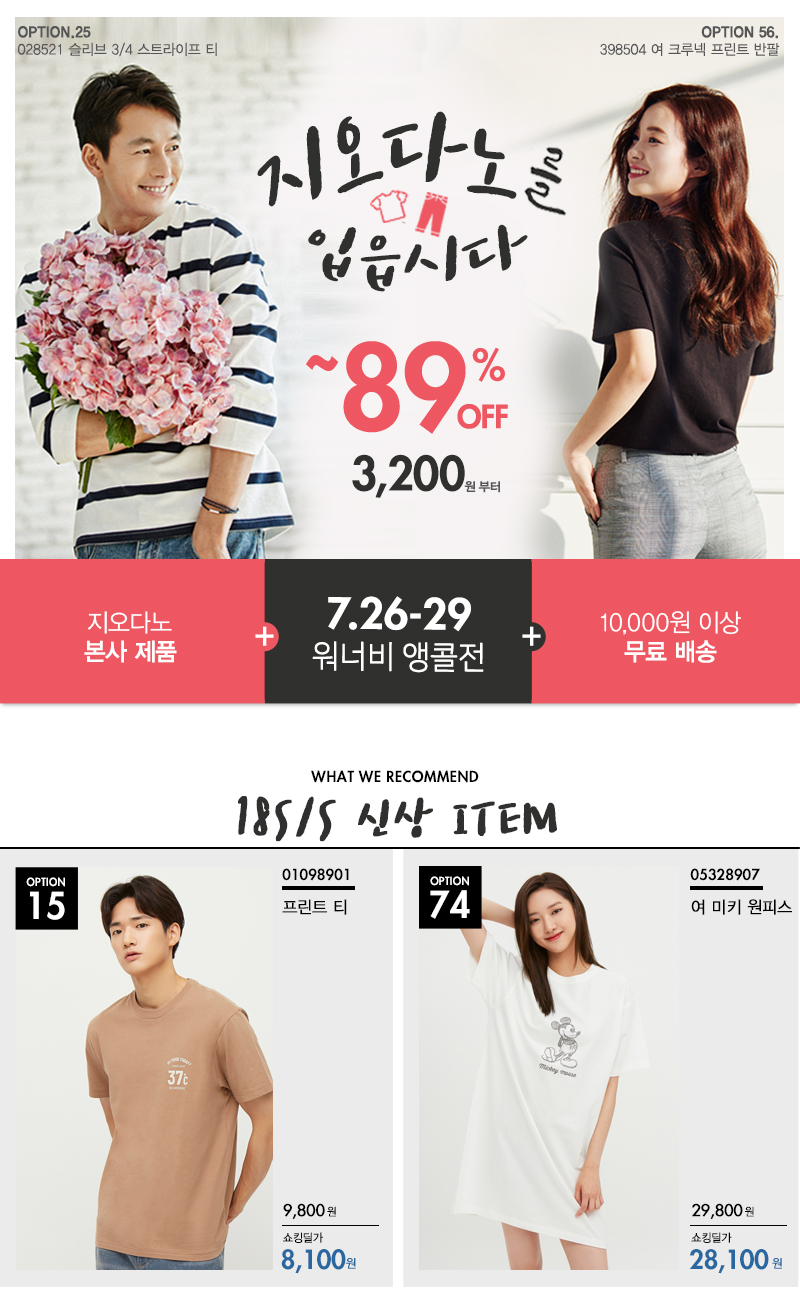 OPTION.25
028521 슬리브 3/4 스트라이프 티
OPTION 56.
398504 여 크루넥 프린트 반팔
지오다노
입읍시다
~89%
OFF
3,200원 부터
지오다노
본사 제품
+
7.26-29
워너비 앵콜전
+
10,000원 이상
무료 배송
WHAT WE RECOMMEND
18S/S 신상 ITEM
OPTION
15
01098901
프린트 티
37c
9,800원
쇼킹딜가
8,100원
OPTION
74
05328907
여 미키 원피스
Mickey mouse
29,800원
쇼킹딜가
28,100원